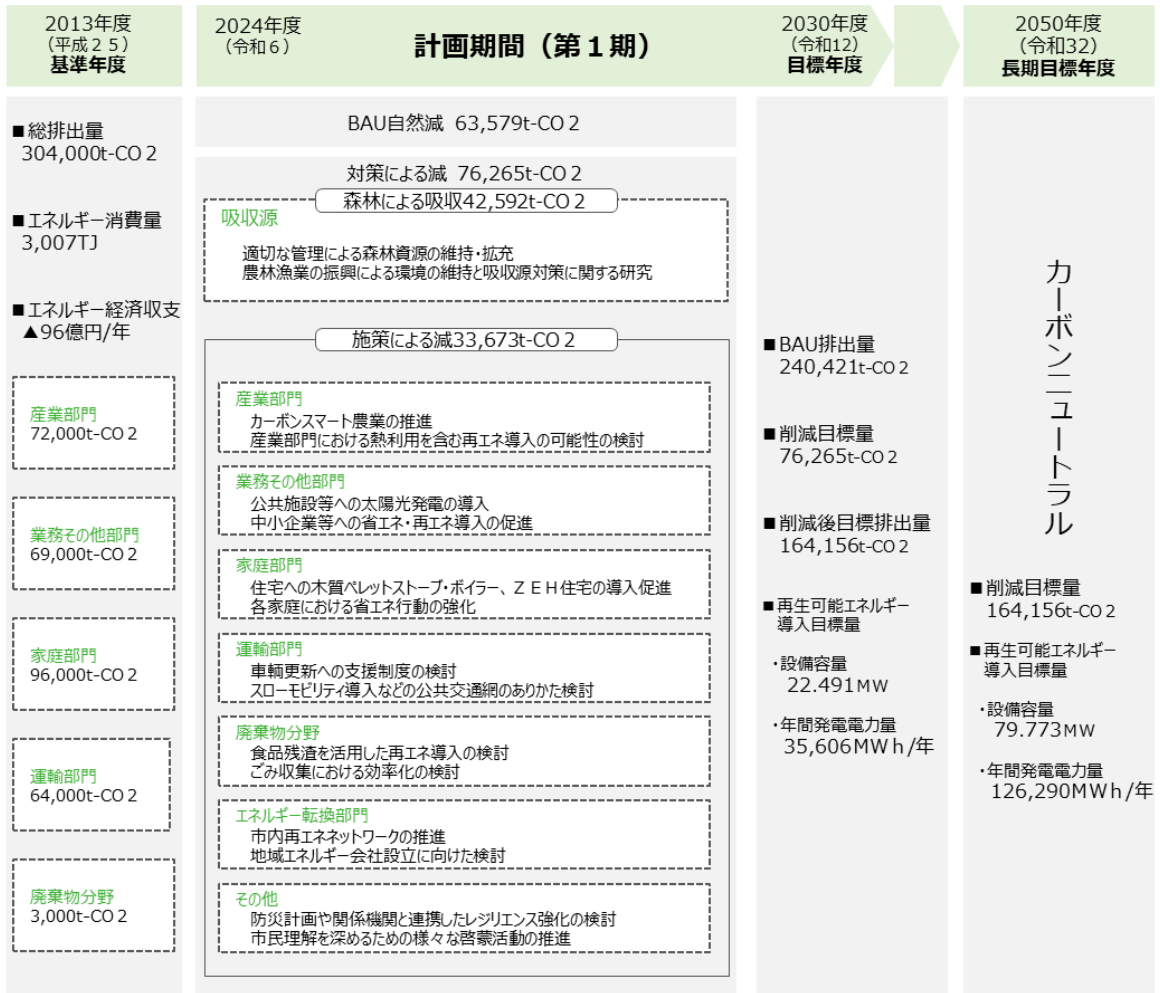 2013年度
(平成２５)
基準年度
2024年度
(令和６)
計画期間（第１期）
2030年度
(令和12)
目標年度
2050年度
(令和32)
長期目標年度
■総排出量
304,000t-CO２
■エネルギー消費量
3,007TJ
■エネルギー経済収支
▲96億円/年
産業部門
72,000t-CO２
業務その他部門
69,000t-CO２
家庭部門
96,000t-CO２
運輸部門
64,000t-CO２
廃棄物分野
3,000t-CO２
BAU自然減 63,579t-CO２
対策による減 76,265t-CO２
森林による吸収42,592t-CO２
吸収源
適切な管理による森林資源の維持・拡充
農林漁業の振興による環境の維持と吸収源対策に関する研究
施策による減33,673t-CO２
産業部門
カーボンスマート農業の推進
産業部門における熱利用を含む再エネ導入の可能性の検討
業務その他部門
公共施設等への太陽光発電の導入
中小企業等への省エネ・再エネ導入の促進
家庭部門
住宅への木質ペレットストーブ・ボイラー、ＺＥＨ住宅の導入促進
各家庭における省エネ行動の強化
運輸部門
車輌更新への支援制度の検討
スローモビリティ導入などの公共交通網のありかた検討
廃棄物分野
食品残渣を活用した再エネ導入の検討
ごみ収集における効率化の検討
エネルギー転換部門
市内再エネネットワークの推進
地域エネルギー会社設立に向けた検討
その他
防災計画や関係機関と連携したレジリエンス強化の検討
市民理解を深めるための様々な啓蒙活動の推進
■BAU排出量
240,421t-CO２
■削減目標量
76,265t-CO２
■削減後目標排出量
164,156t-CO２
■再生可能エネルギー
導入目標量
・設備容量
22.491ＭＷ
・年間発電電力量
35,606ＭＷｈ/年
カーボンニュートラル
■削減目標量
164,156t-CO２
■再生可能エネルギー
導入目標量
・設備容量
79.773ＭＷ
・年間発電電力量
126,290ＭＷｈ/年